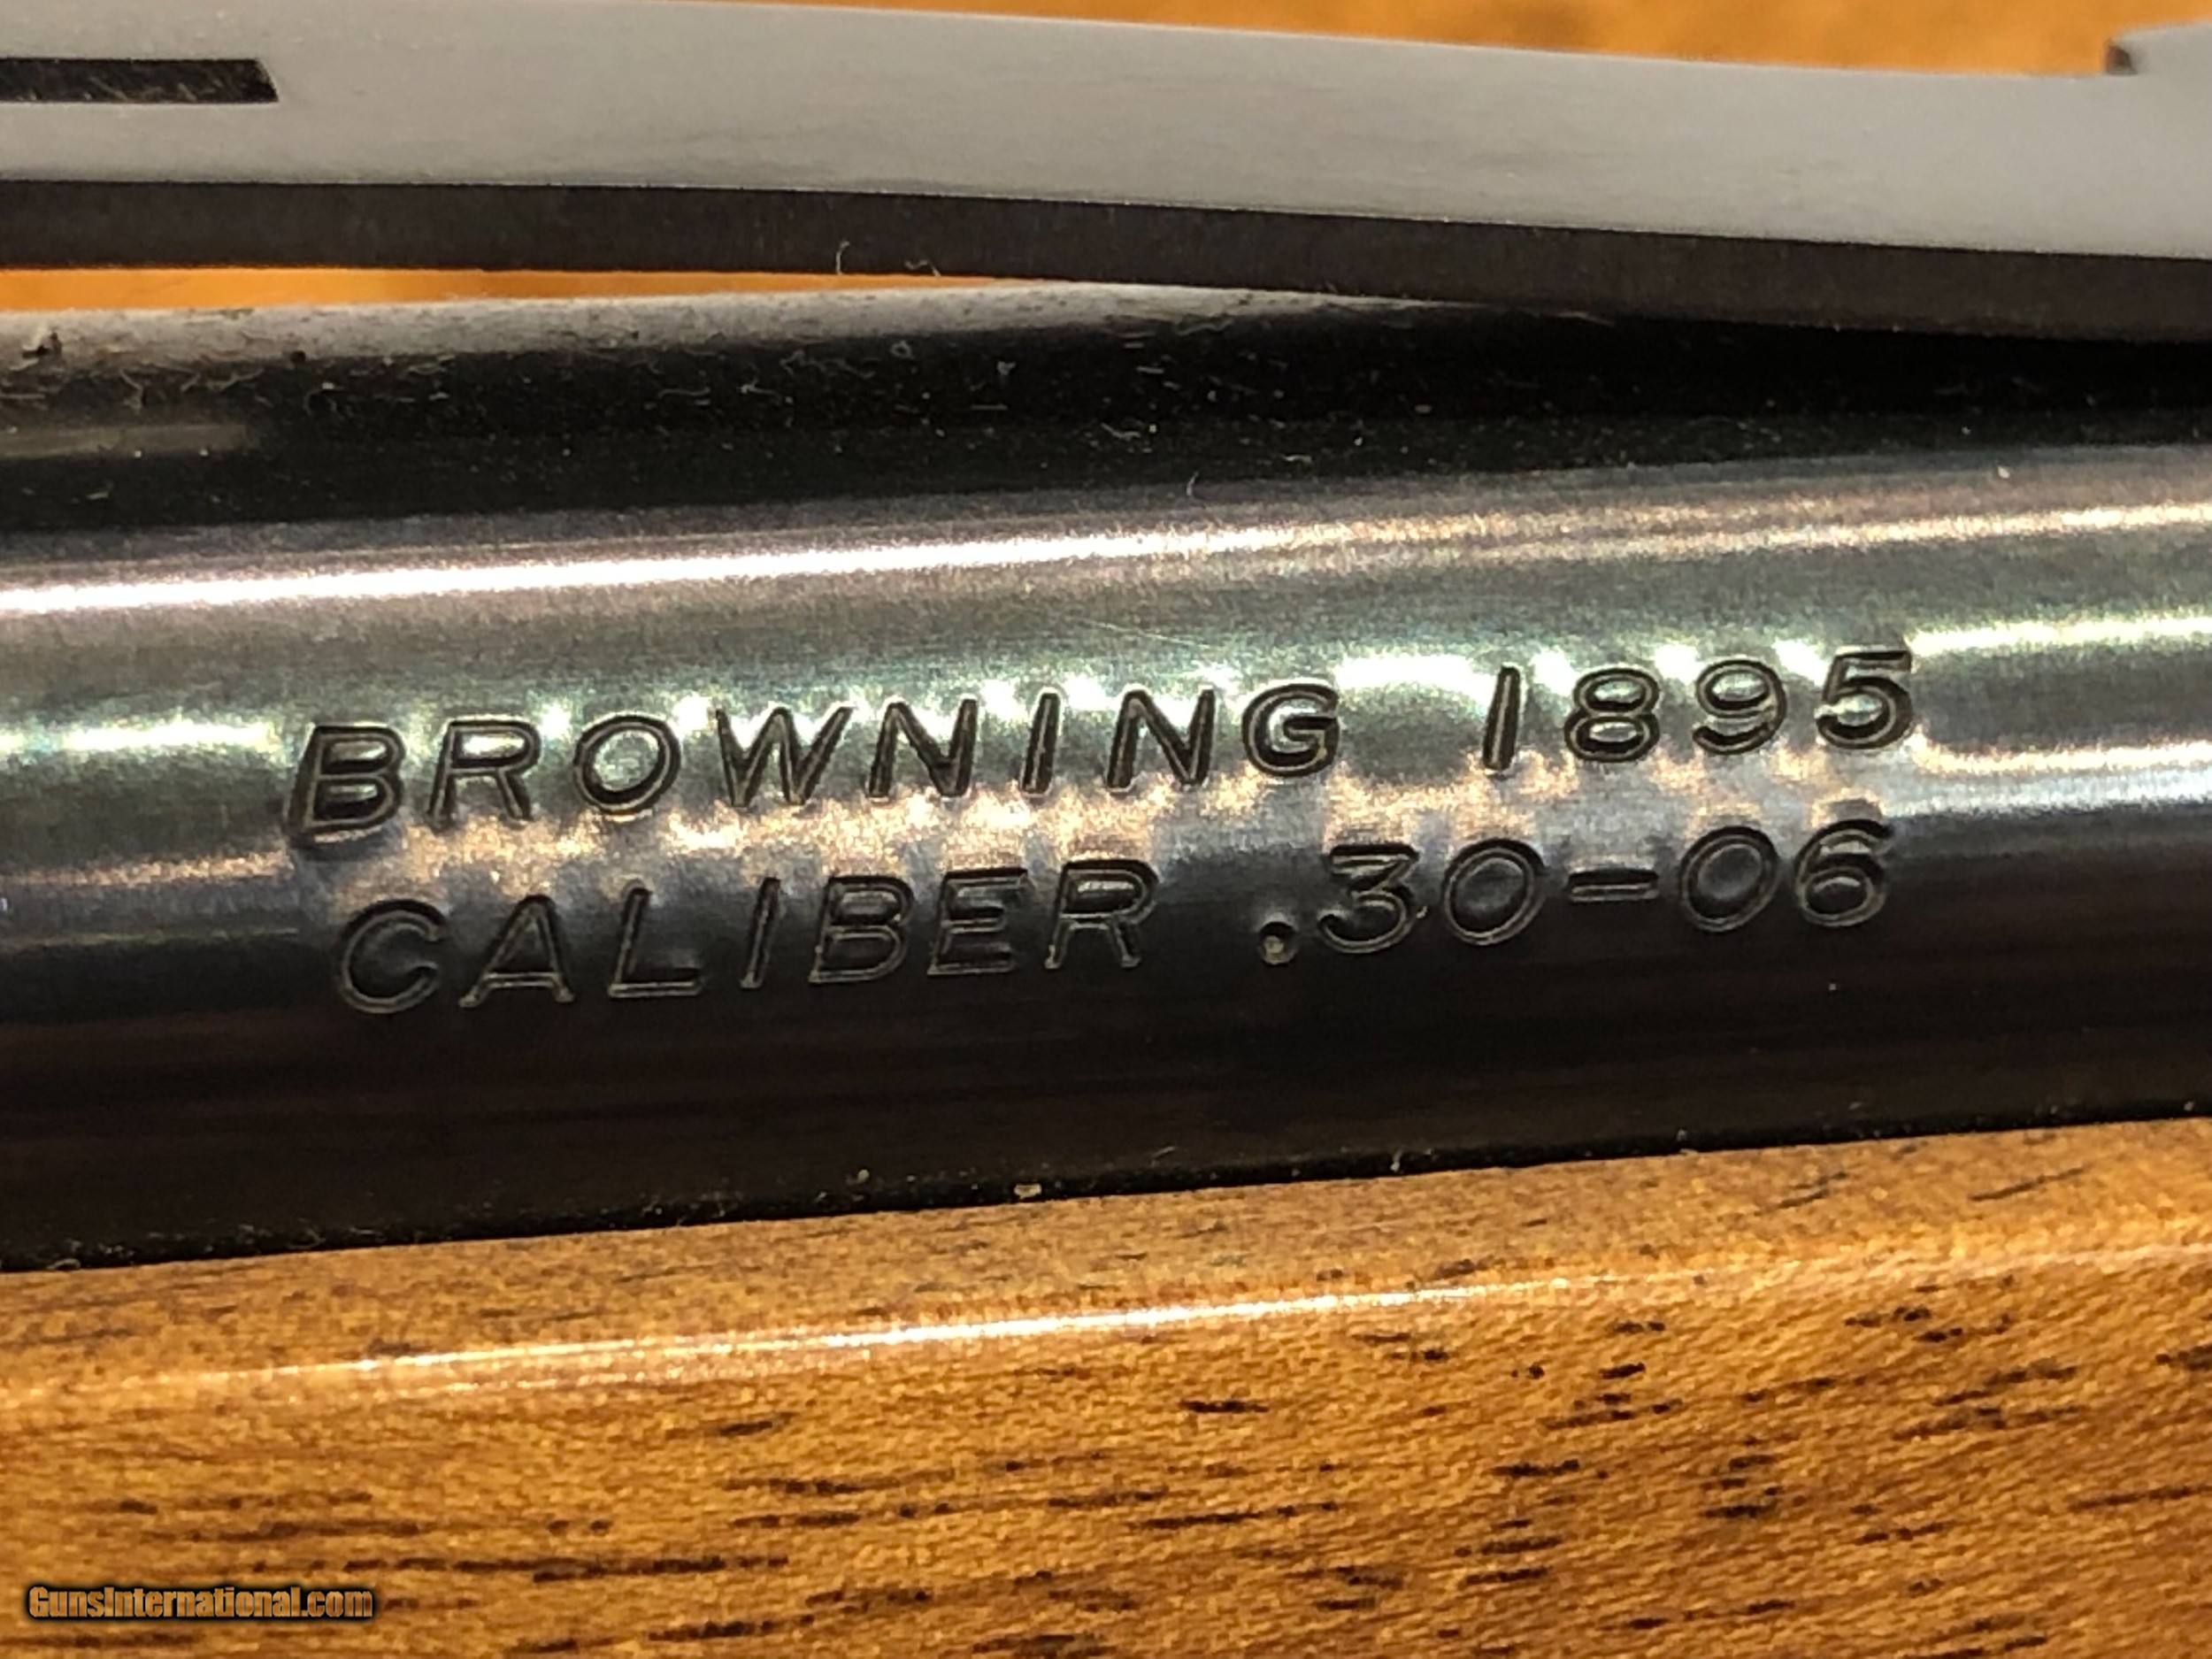 BROWNING 1895
CALIBER .30-06
GunsInternational.com